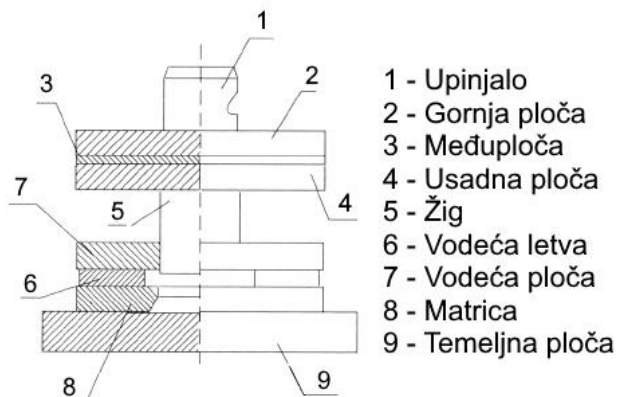 1
2
3
7
5
4
6
8
9
1 - Upinjalo
2 - Gornja ploča
3 - Međuploča
4 - Usadna ploča
5 - Žig
6 - Vodeća letva
7 - Vodeća ploča
8 - Matrica
9 - Temeljna ploča